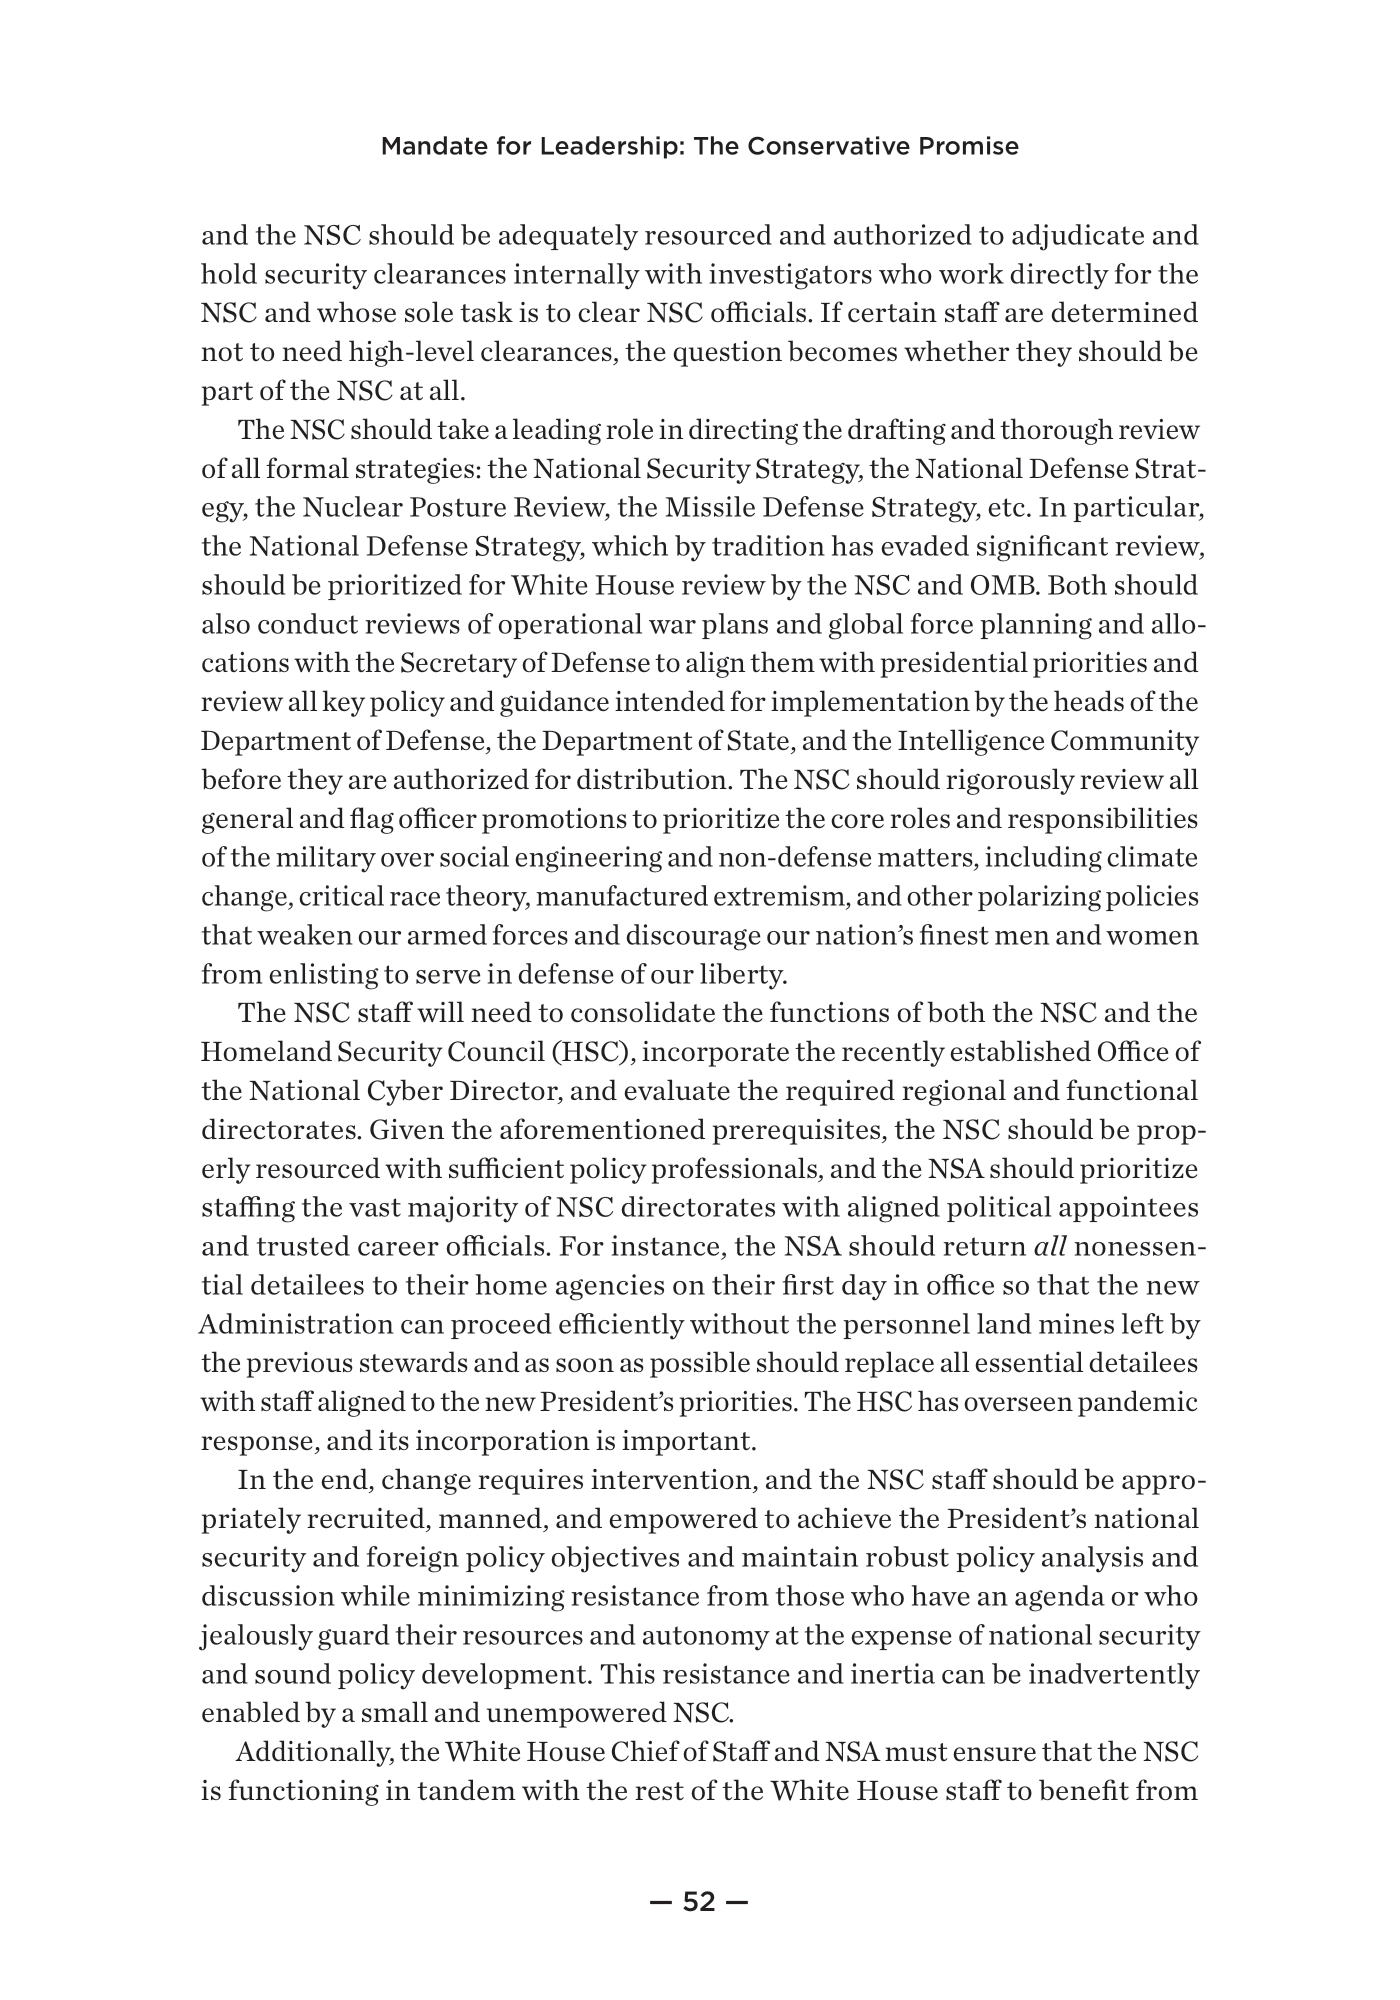 Mandate for Leadership: The Conservative Promise
and the NSC should be adequately resourced and authorized to adjudicate and
hold security clearances internally with investigators who work directly for the
NSC and whose sole task is to clear NSC officials. If certain staff are determined
not to need high-level clearances, the question becomes whether they should be
part of the NSC at all.
The NSC should take a leading role in directing the drafting and thorough review
of all formal strategies: the National Security Strategy, the National Defense Strat-
egy, the Nuclear Posture Review, the Missile Defense Strategy, etc. In particular,
the National Defense Strategy, which by tradition has evaded significant review,
should be prioritized for White House review by the NSC and OMB. Both should
also conduct reviews of operational war plans and global force planning and allo-
cations with the Secretary of Defense to align them with presidential priorities and
review all key policy and guidance intended for implementation by the heads of the
Department of Defense, the Department of State, and the Intelligence Community
before they are authorized for distribution. The NSC should rigorously review all
general and flag officer promotions to prioritize the core roles and responsibilities
of the military over social engineering and non-defense matters, including climate
change, critical race theory, manufactured extremism, and other polarizing policies
that weaken our armed forces and discourage our nation’s finest men and women
from enlisting to serve in defense of our liberty.
The NSC staff will need to consolidate the functions of both the NSC and the
Homeland Security Council (HSC), incorporate the recently established Office of
the National Cyber Director, and evaluate the required regional and functional
directorates. Given the aforementioned prerequisites, the NSC should be prop-
erly resourced with sufficient policy professionals, and the NSA should prioritize
staffing the vast majority of NSC directorates with aligned political appointees
and trusted career officials. For instance, the NSA should return all nonessen-
tial detailees to their home agencies on their first day in office so that the new
Administration can proceed efficiently without the personnel land mines left by
the previous stewards and as soon as possible should replace all essential detailees
with staff aligned to the new President’s priorities. The HSC has overseen pandemic
response, and its incorporation is important.
In the end, change requires intervention, and the NSC staff should be appro-
priately recruited, manned, and empowered to achieve the President’s national
security and foreign policy objectives and maintain robust policy analysis and
discussion while minimizing resistance from those who have an agenda or who
jealously guard their resources and autonomy at the expense of national security
and sound policy development. This resistance and inertia can be inadvertently
enabled by a small and unempowered NSC.
Additionally, the White House Chief of Staff and NSA must ensure that the NSC
is functioning in tandem with the rest of the White House staff to benefit from
— 52 —